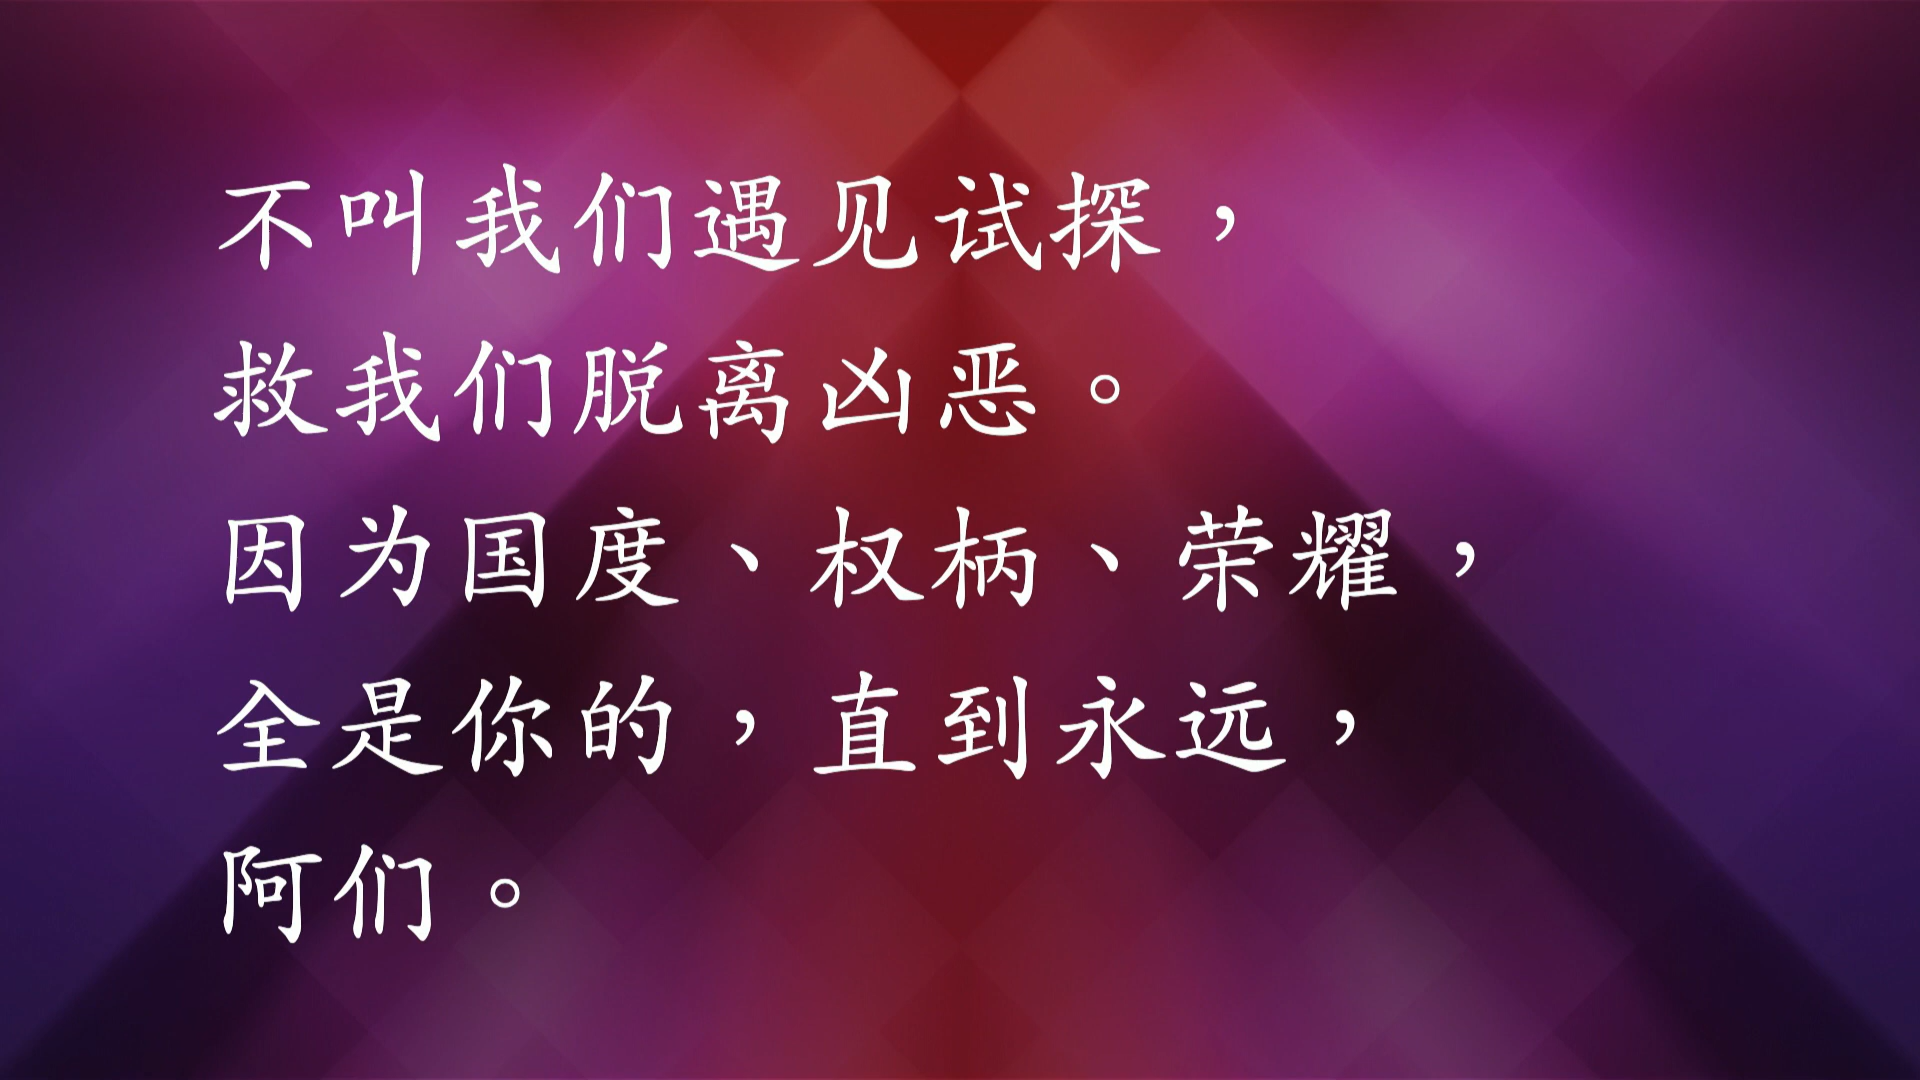 不叫我们遇见试探，
救我们脱离凶恶。
因为国度、权柄、荣耀，
全是你的，直到永远，
阿们。